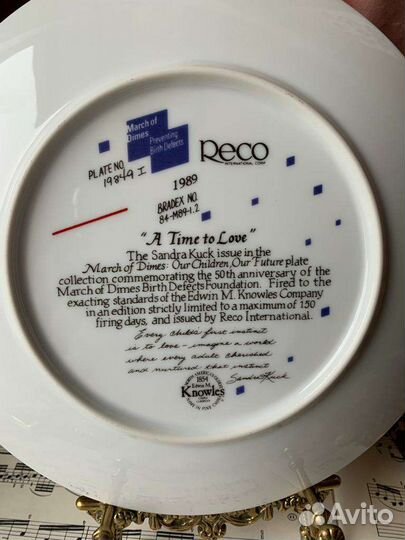 March of
Dimes
Preventing
Birth Defects
Reco
INTERNATIONAL CORP.
PLATE NO.
19849 I
1989
BRADEX NO.
84-M89-1.2
"A Time to Love"
The Sandra Kuck issue in the
March of Dimes: Our Children, Our Future plate
collection commemorating the 50th anniversary of the
March of Dimes Birth Defects Foundation. Fired to the
exacting standards of the Edwin M. Knowles Company
in an edition strictly limited to a maximum of 150
firing days, and issued by Reco International.
Every child's first instinct
is to love - imagine a world
where every adult cherished
and nurtured that instinct
Sandra Kuck
1854
Edwin M.
Knowles
Avito